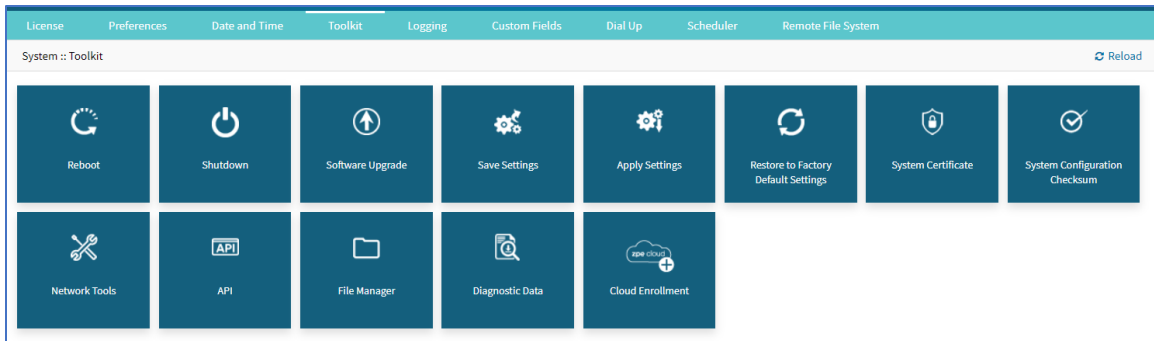 License Preferences Date and Time Toolkit Logging Custom Fields Dial Up Scheduler Remote File System
System :: Toolkit Reload
Reboot Shutdown Software Upgrade Save Settings Apply Settings Restore to Factory System Certificate System Configuration
Default Settings Checksum
API
zpe cloud
Network Tools API File Manager Diagnostic Data Cloud Enrollment